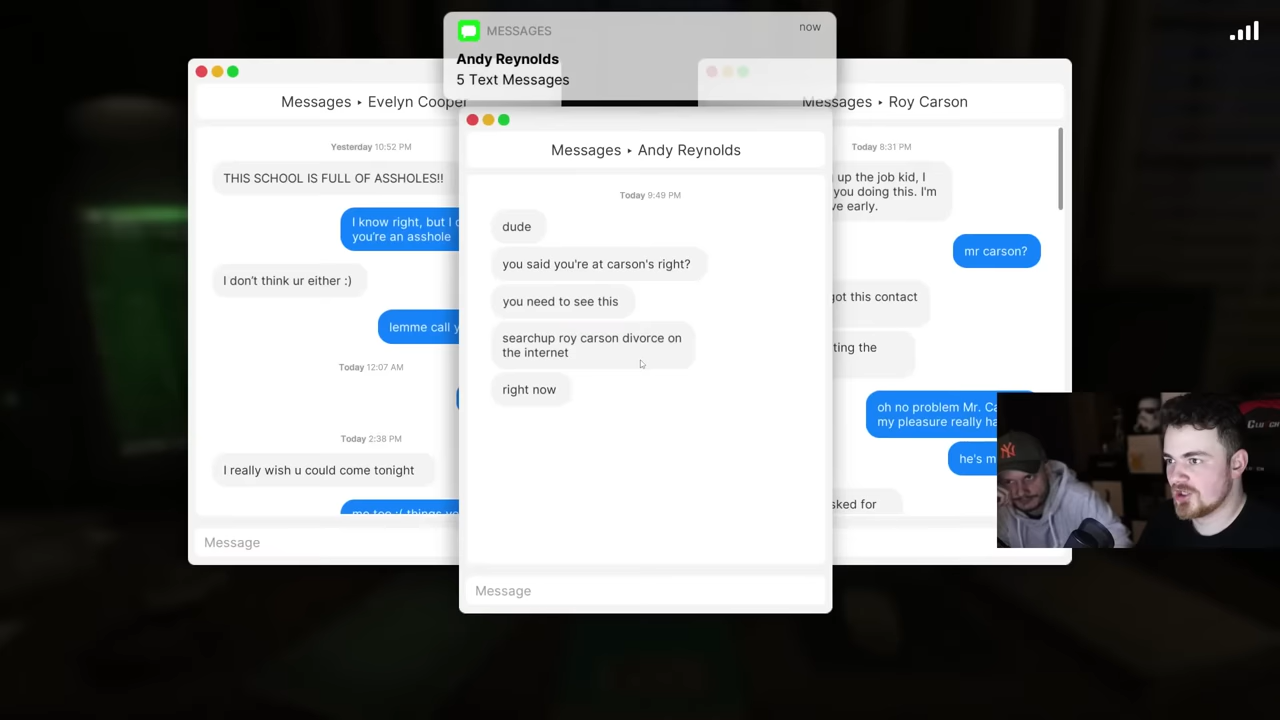 MESSAGES
now
Andy Reynolds
5 Text Messages
Messages ‣ Evelyn Cooper
Yesterday 10:52 PM
THIS SCHOOL IS FULL OF ASSHOLES!!
I know right, but I
you're an asshole
I don't think ur either :)
lemme call
Today 12:07 AM
Today 2:38 PM
I really wish u could come tonight
me too :( things
Message
Messages ‣ Andy Reynolds
Today 9:49 PM
dude
you said you're at carson's right?
you need to see this
searchup roy carson divorce on
the internet
right now
Message
Messages ‣ Roy Carson
Today 8:31 PM
up the job kid, I
you doing this. I'm
early.
mr carson?
got this contact
the
oh no problem Mr.
my pleasure really
he's
for